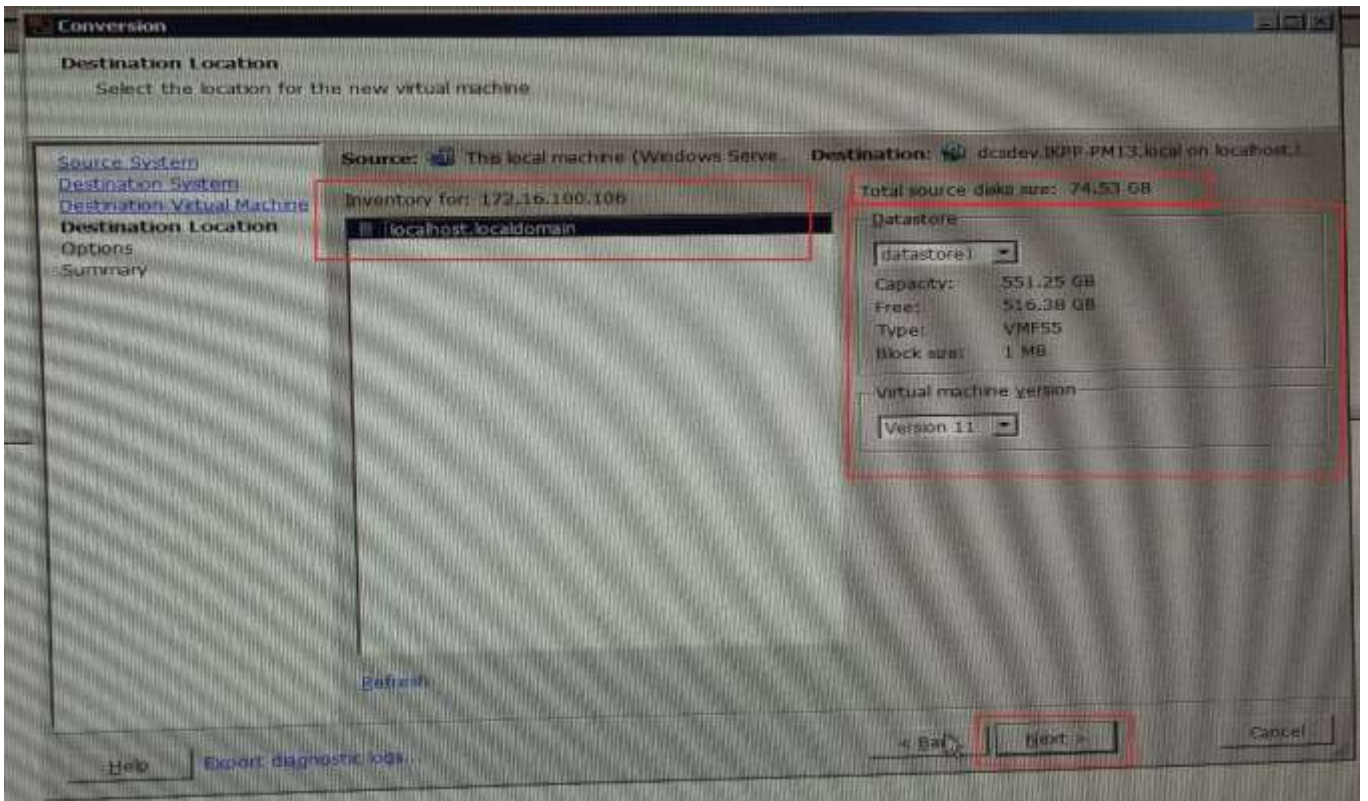 Conversion
Destination Location
Select the location for the new virtual machine
Source System
Destination System
Destination Virtual Machine
Destination Location
Options
Summary
Source: This local machine (Windows Serve..
Inventory for: 172.16.100.106
localhost.localdomain
Refresh
Destination: dcsdev.IKPP-PM13.local on localhost.l...
Total source disks size: 74.53 GB
Datastore
datastore1
Capacity: 551.25 GB
Free: 516.38 GB
Type: VMFS5
Block size: 1 MB
Virtual machine version
Version 11
Help
Export diagnostic logs...
< Back
Next >
Cancel